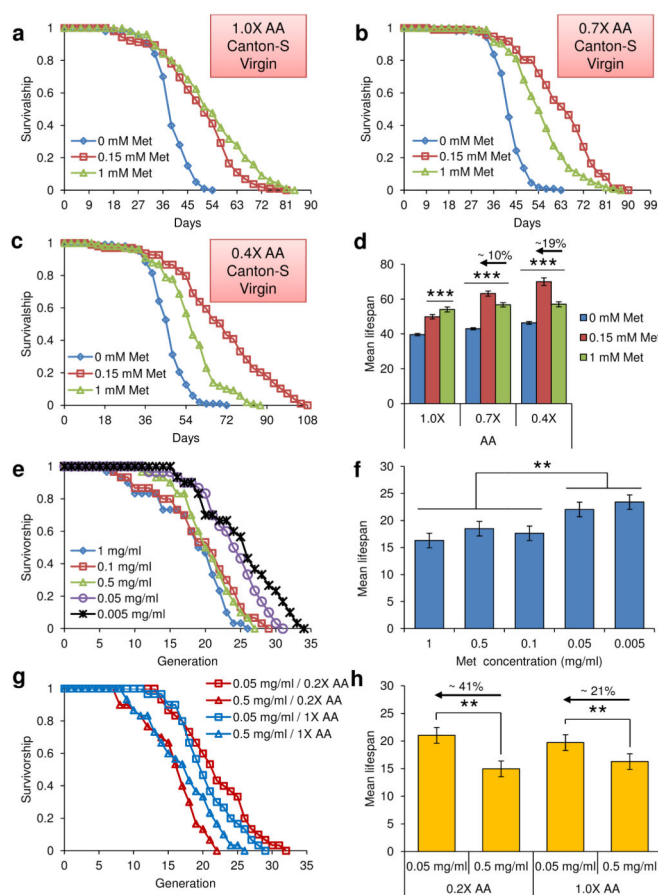 a
1.0X AA
Canton-S
Virgin
Survivalship
1
0.8
0.6
0.4
0.2
0
0 mM Met
0.15 mM Met
1 mM Met
0 9 18 27 36 45 54 63 72 81 90
Days
b
0.7X AA
Canton-S
Virgin
Survivalship
1
0.8
0.6
0.4
0.2
0
0 mM Met
0.15 mM Met
1 mM Met
0 9 18 27 36 45 54 63 72 81 90 99
Days
c
0.4X AA
Canton-S
Virgin
Survivalship
1
0.8
0.6
0.4
0.2
0
0 mM Met
0.15 mM Met
1 mM Met
0 18 36 54 72 90 108
Days
d
Mean lifespan
100
80
60
40
20
0
***
~ 10%
***
~19%
***
0 mM Met
0.15 mM Met
1 mM Met
1.0X 0.7X 0.4X
AA
e
Survivorship
1
0.8
0.6
0.4
0.2
0
1 mg/ml
0.1 mg/ml
0.5 mg/ml
0.05 mg/ml
0.005 mg/ml
0 5 10 15 20 25 30 35
Generation
f
Mean lifespan
30
25
20
15
10
5
0
**
1 0.5 0.1 0.05 0.005
Met concentration (mg/ml)
g
Survivorship
1
0.8
0.6
0.4
0.2
0
0.05 mg/ml / 0.2X AA
0.5 mg/ml / 0.2X AA
0.05 mg/ml / 1X AA
0.5 mg/ml / 1X AA
0 5 10 15 20 25 30 35
Generation
h
Mean lifespan
30
25
20
15
10
5
0
~ 41%
**
~ 21%
**
0.05 mg/ml 0.5 mg/ml 0.05 mg/ml 0.5 mg/ml
0.2X AA 1.0X AA